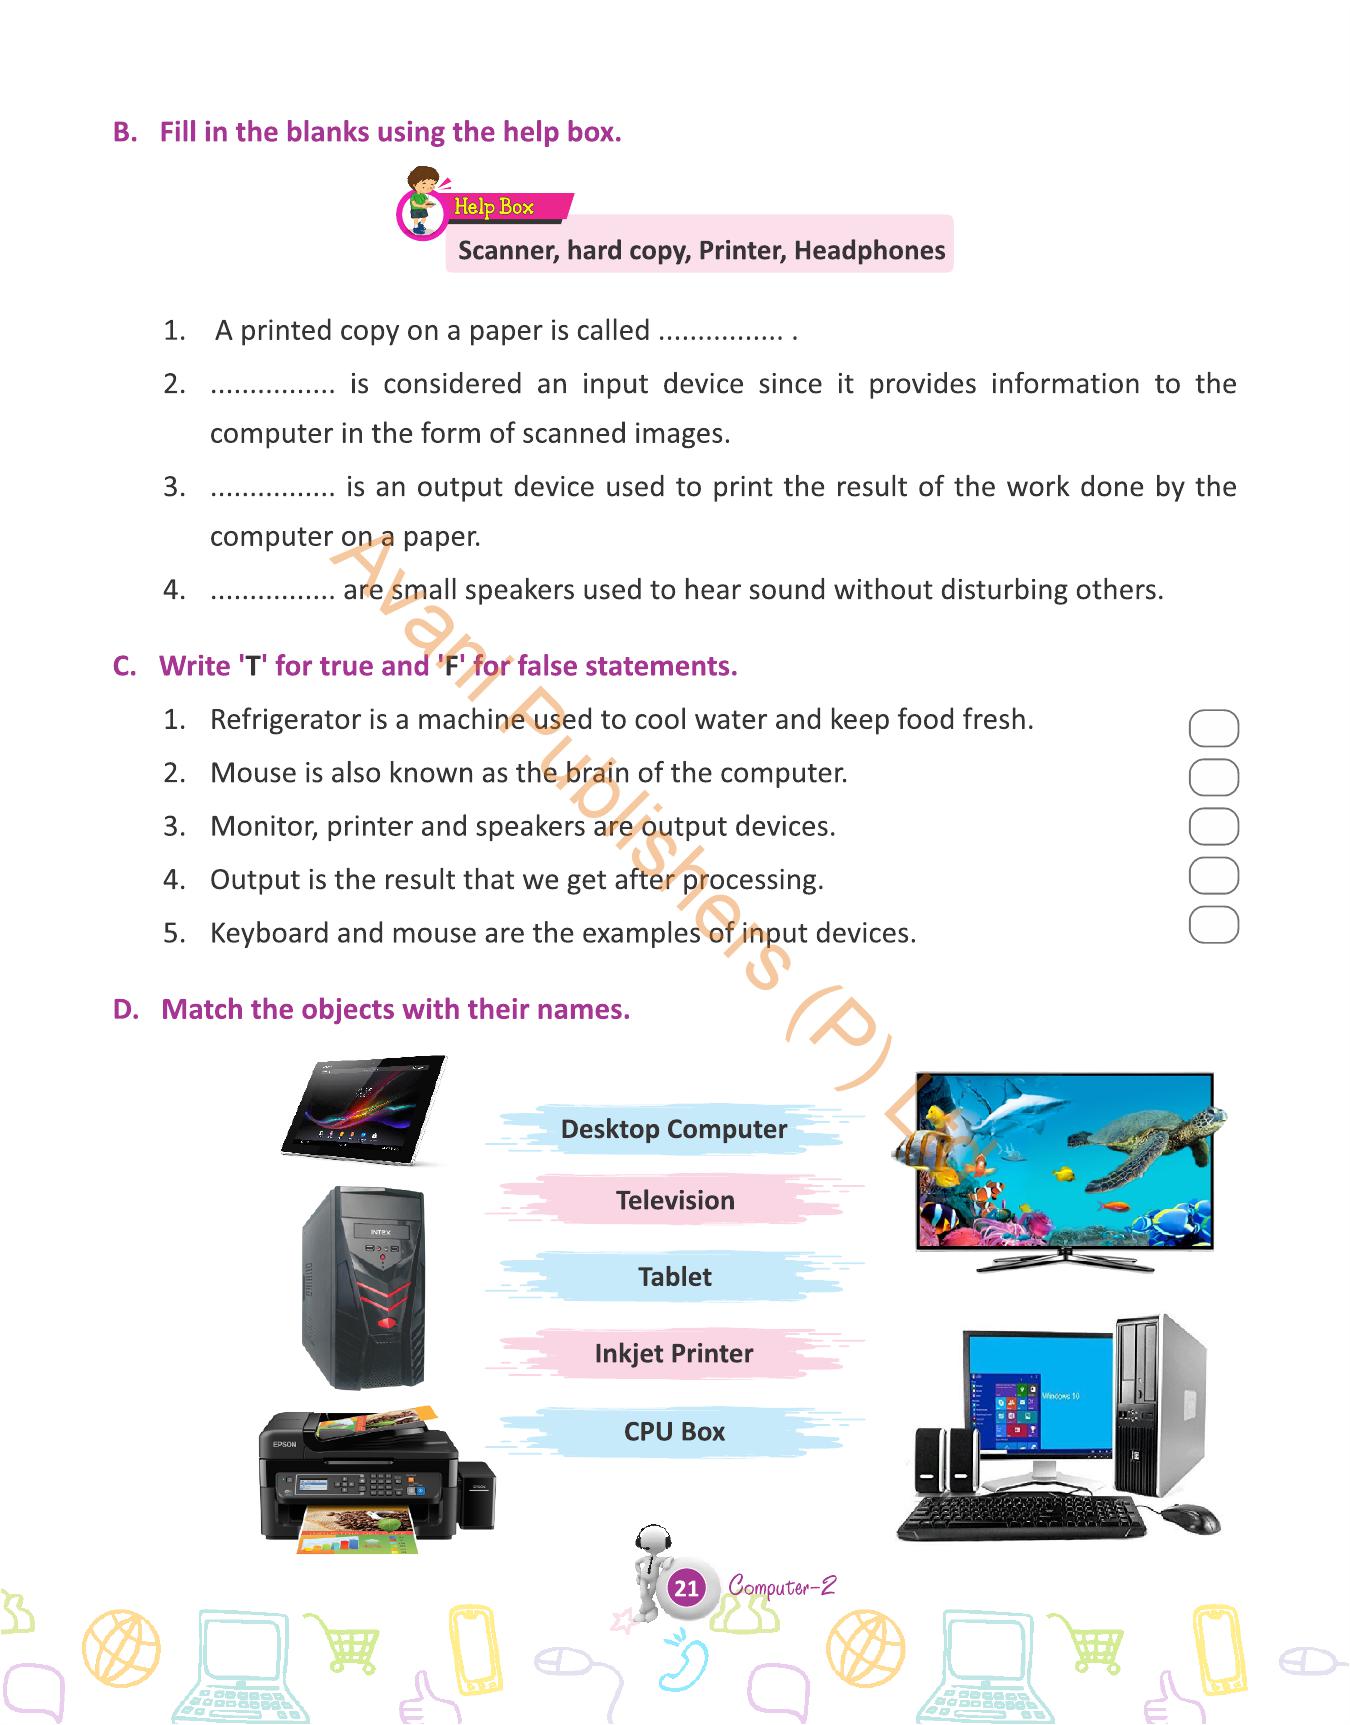 B. Fill in the blanks using the help box.
Help Box
Scanner, hard copy, Printer, Headphones
1. A printed copy on a paper is called ................ .
2. ................ is considered an input device since it provides information to the
computer in the form of scanned images.
3. ................ is an output device used to print the result of the work done by the
computer on a paper.
4. ................ are small speakers used to hear sound without disturbing others.
C. Write 'T' for true and 'F' for false statements.
1. Refrigerator is a machine used to cool water and keep food fresh.
2. Mouse is also known as the brain of the computer.
3. Monitor, printer and speakers are output devices.
4. Output is the result that we get after processing.
5. Keyboard and mouse are the examples of input devices.
Avani Publishers (P)
D. Match the objects with their names.
Desktop Computer
Television
Tablet
Inkjet Printer
CPU Box
INTEX
EPSON
Windows 10
21 Computer-2